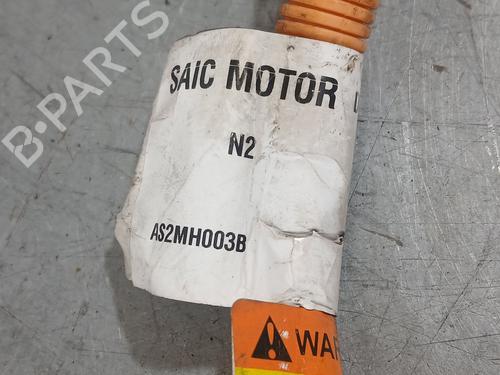 B-PARTS
SAIC MOTOR
N2
AS2MH003B
WAR